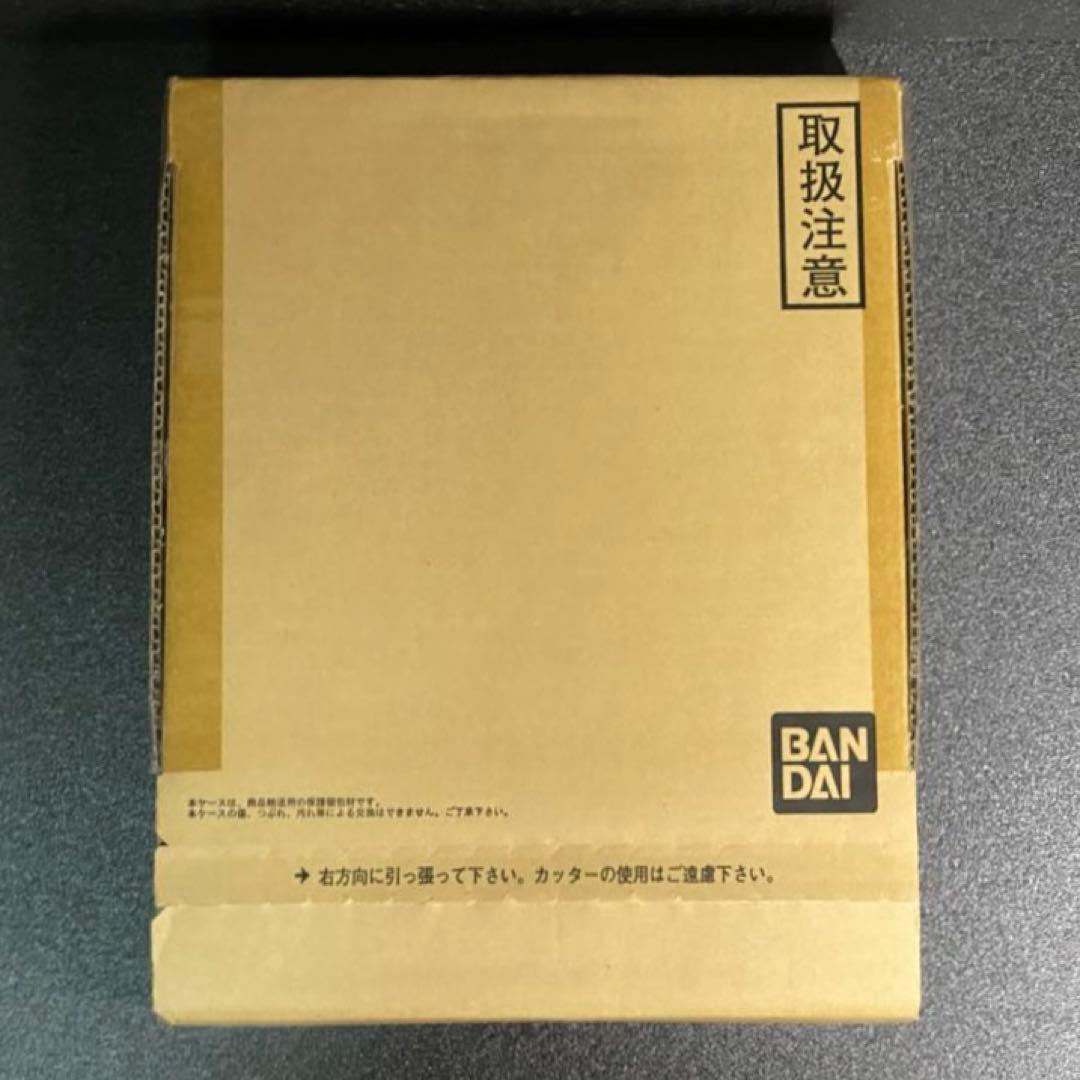 取扱注意
BAN
DAI
本ケースは、商品輸送用の保護梱包材です。
本ケースの傷、つぶれ、汚れ等による交換はできません。ご了承下さい。
→ 右方向に引っ張って下さい。カッターの使用はご遠慮下さい。